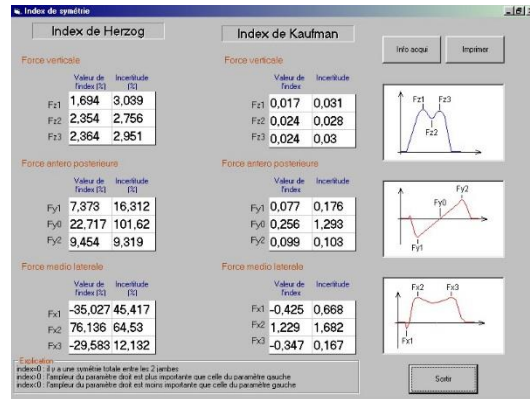 Index de symétrie
Index de Herzog
Index de Kaufman
Info acqui
Imprimer
Force verticale
Valeur de l'index (%)
Incertitude (%)
Fz1 1,694 3,039
Fz2 2,354 2,756
Fz3 2,364 2,951
Force verticale
Valeur de l'index
Incertitude
Fz1 0,017 0,031
Fz2 0,024 0,028
Fz3 0,024 0,03
Fz1 Fz3
Fz2
Force antero posterieure
Valeur de l'index (%)
Incertitude (%)
Fy1 7,373 16,312
Fy0 22,717 101,62
Fy2 9,454 9,319
Force antero posterieure
Valeur de l'index
Incertitude
Fy1 0,077 0,176
Fy0 0,256 1,293
Fy2 0,099 0,103
Fy2
Fy0
Fy1
Force medio laterale
Valeur de l'index (%)
Incertitude (%)
Fx1 -35,027 45,417
Fx2 76,136 64,53
Fx3 -29,583 12,132
Force medio laterale
Valeur de l'index
Incertitude
Fx1 -0,425 0,668
Fx2 1,229 1,682
Fx3 -0,347 0,167
Fx2 Fx3
Fx1
Explication
index=0 : il y a une symétrie totale entre les 2 jambes
index>0 : l'ampleur du paramètre droit est plus importante que celle du paramètre gauche
index<0 : l'ampleur du paramètre droit est moins importante que celle du paramètre gauche
Sortir